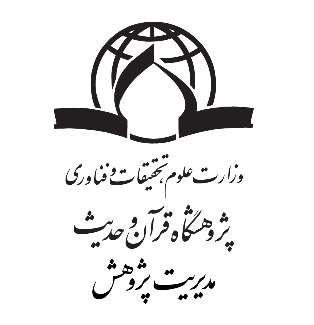 وزارت علوم، تحقیقات و فناوری
پژوهشگاه قرآن و حدیث
مدیریت پژوهش